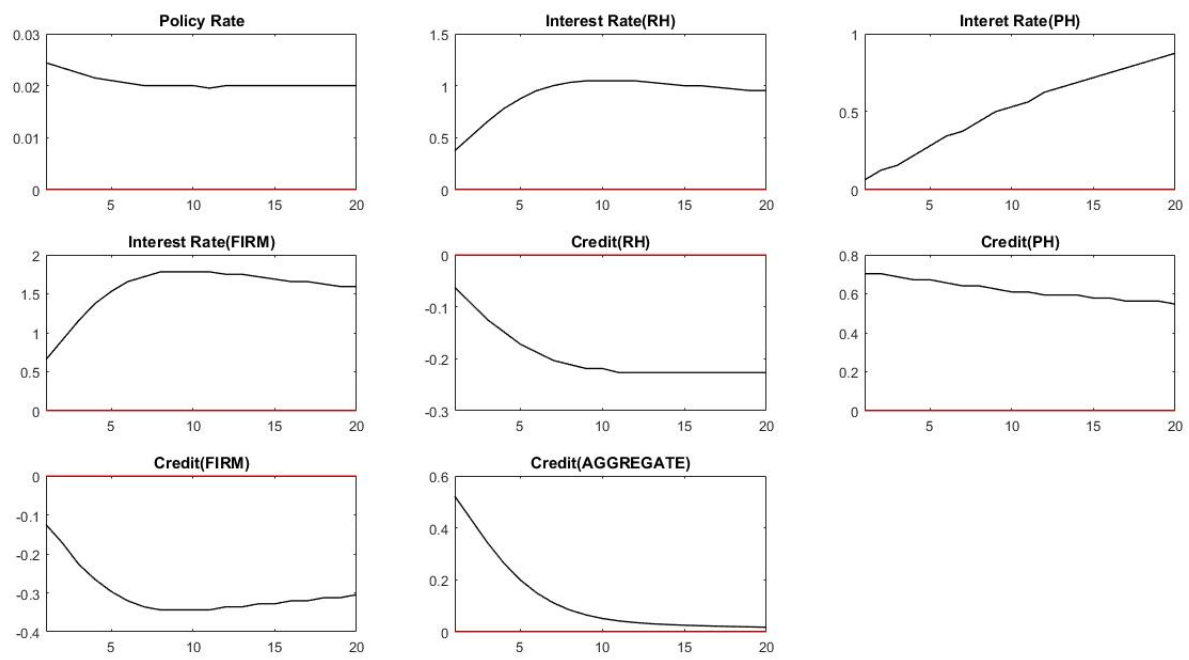 Policy Rate
0.03
0.02
0.01
0
5 10 15 20
Interest Rate(RH)
1.5
1
0.5
0
5 10 15 20
Interet Rate(PH)
1
0.5
0
5 10 15 20
Interest Rate(FIRM)
2
1.5
1
0.5
0
5 10 15 20
Credit(RH)
0
-0.1
-0.2
-0.3
5 10 15 20
Credit(PH)
0.8
0.6
0.4
0.2
0
5 10 15 20
Credit(FIRM)
0
-0.1
-0.2
-0.3
-0.4
5 10 15 20
Credit(AGGREGATE)
0.6
0.4
0.2
0
5 10 15 20